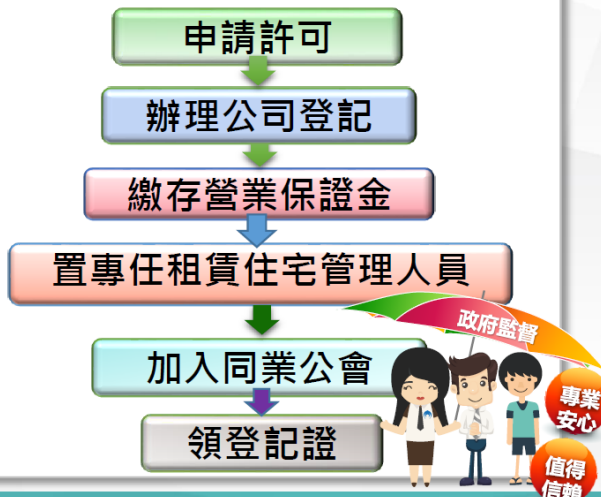 申請許可
辦理公司登記
繳存營業保證金
置專任租賃住宅管理人員
加入同業公會
領登記證
政府監督
專業
安心
值得
信賴